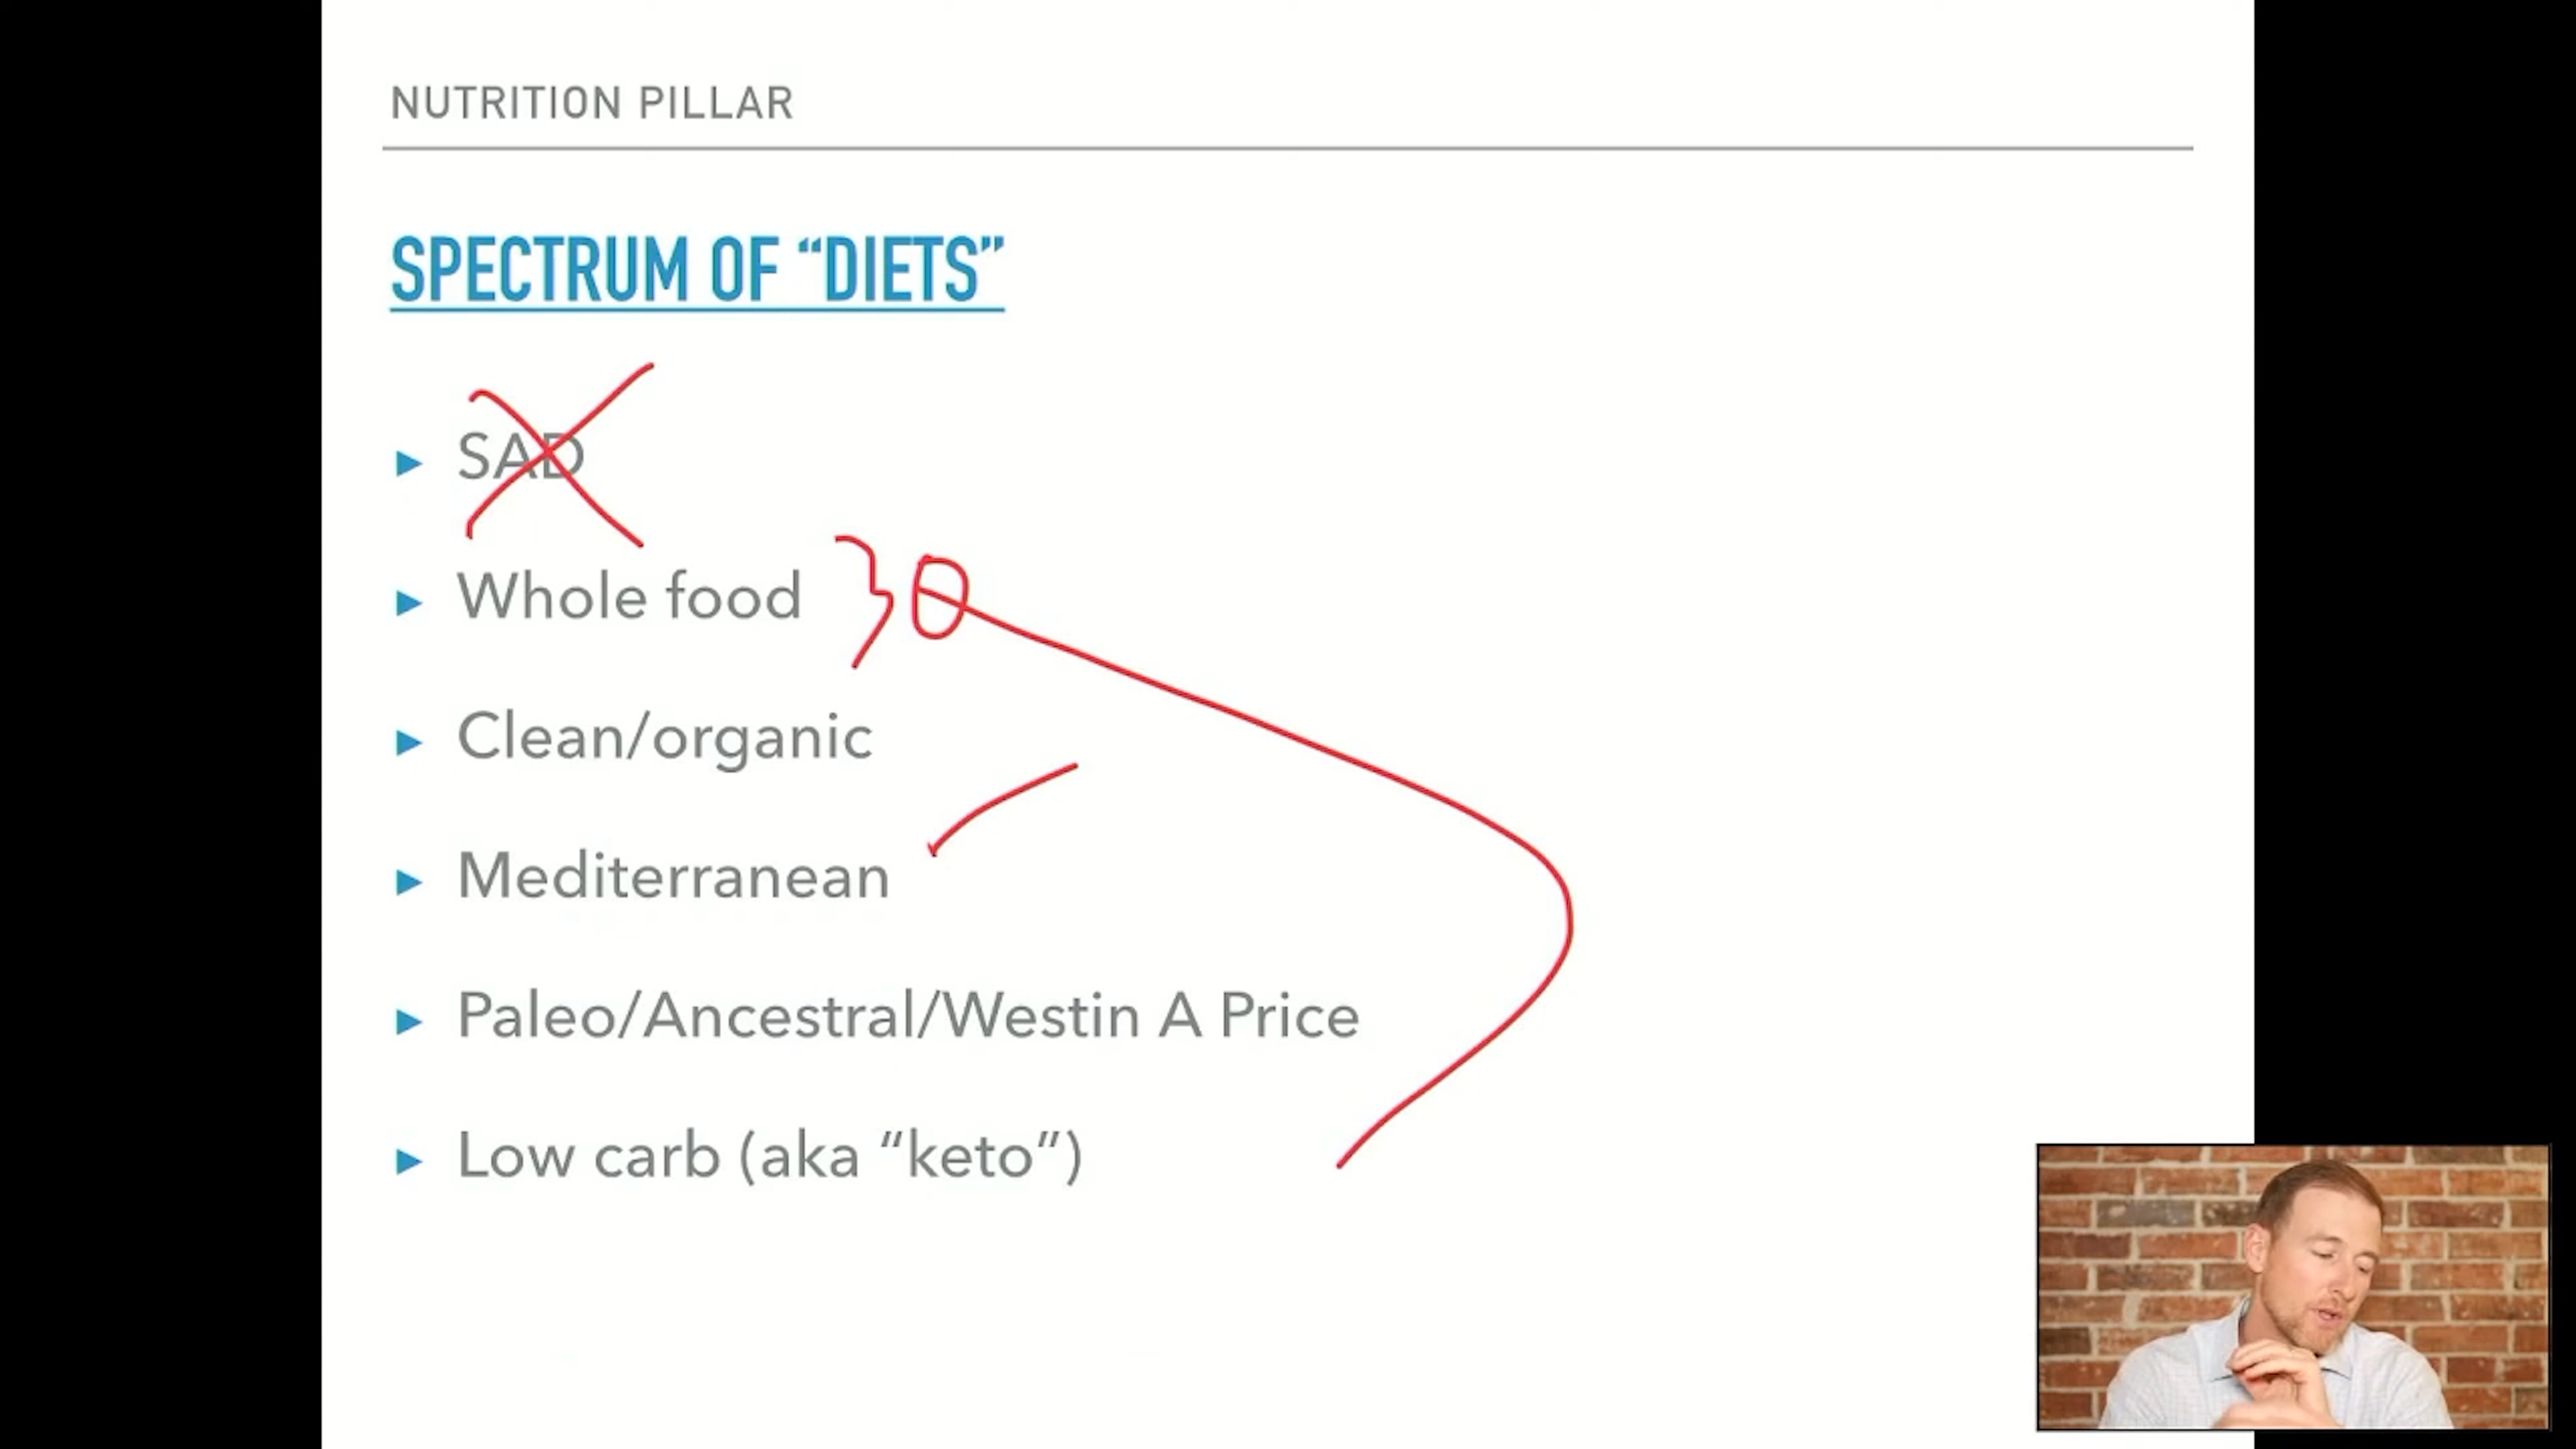 NUTRITION PILLAR
SPECTRUM OF “DIETS”
▸ SAD
▸ Whole food } 0
▸ Clean/organic
▸ Mediterranean
▸ Paleo/Ancestral/Westin A Price
▸ Low carb (aka “keto”)